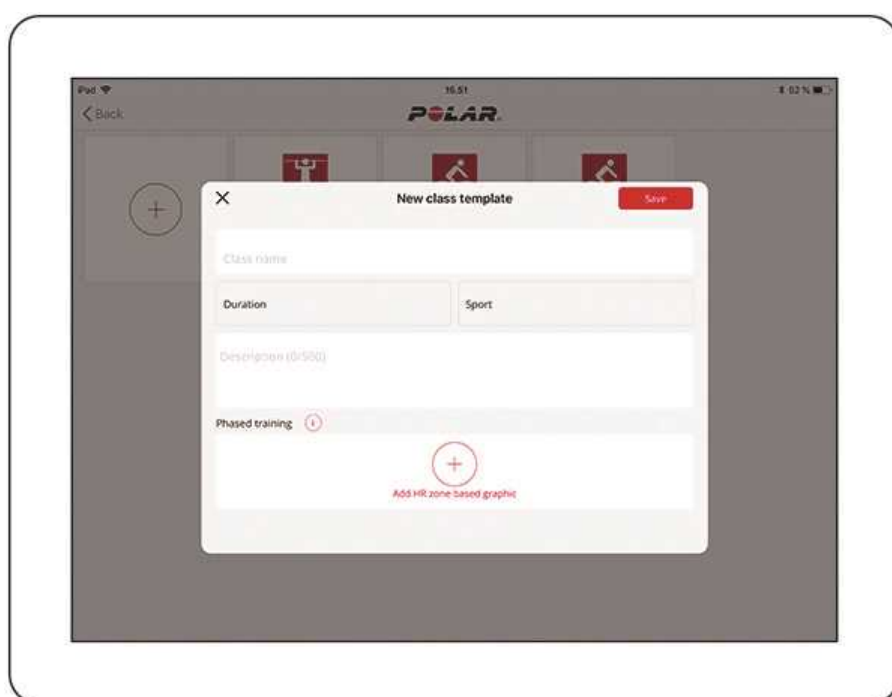 iPad 16.51 92 %
Back POLAR
New class template Save
Class name
Duration Sport
Description (0/500)
Phased training i
Add HR zone based graphic